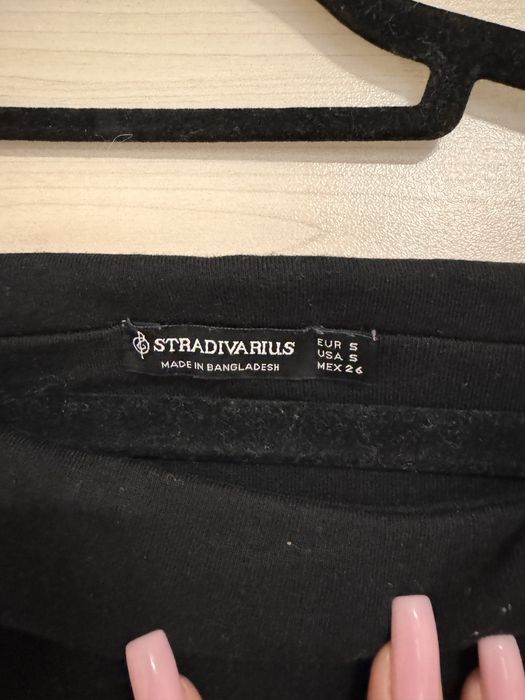 STRADIVARIUS
MADE IN BANGLADESH
EUR S
USA S
MEX 26